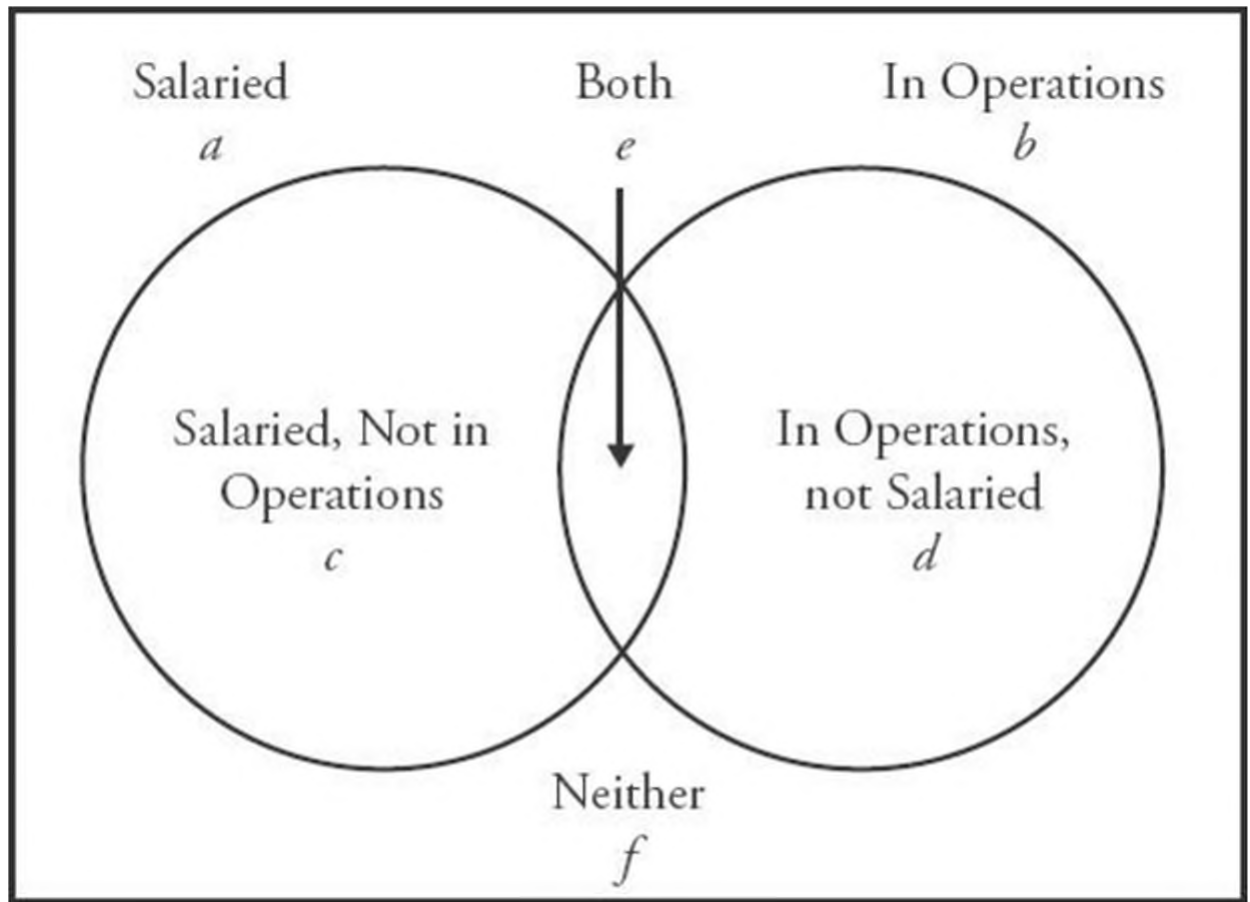 Salaried
a
Both
e
In Operations
b
Salaried, Not in
Operations
c
In Operations,
not Salaried
d
Neither
f